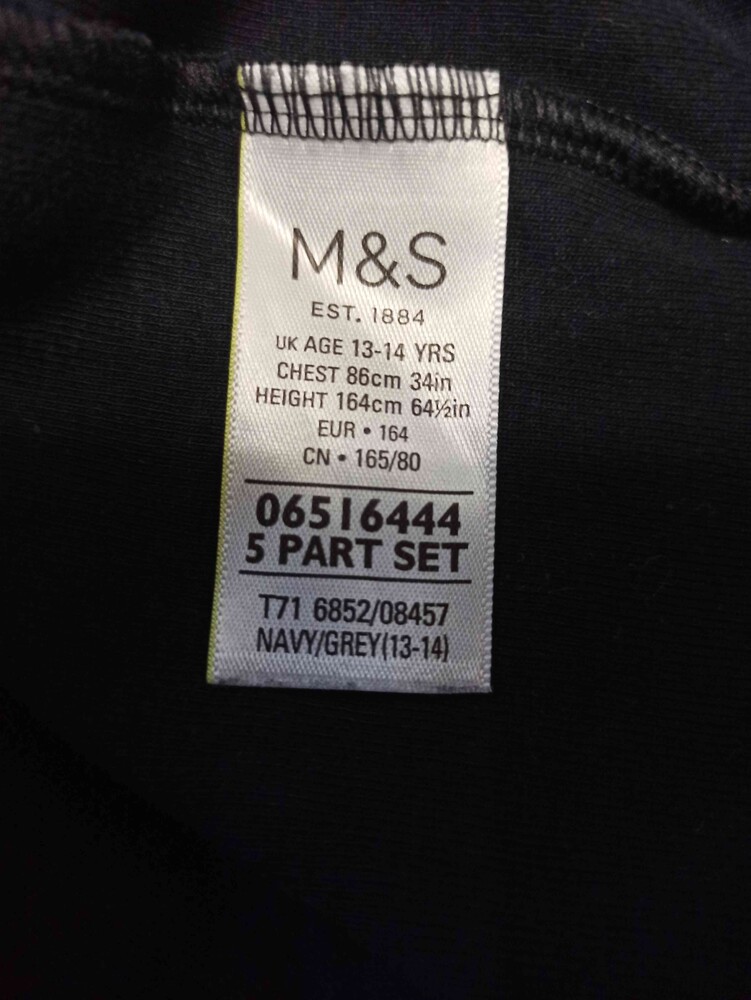 M&S
EST. 1884
UK AGE 13-14 YRS
CHEST 86cm 34in
HEIGHT 164cm 64½in
EUR • 164
CN • 165/80
06516444
5 PART SET
T71 6852/08457
NAVY/GREY(13-14)